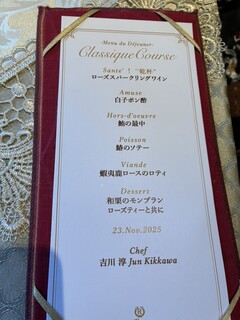 Menu du Déjeuner
Classique Course
Sante'！"乾杯"
ローズスパークリングワイン
Amuse
白子ポン酢
Hors-d'oeuvre
鮪の最中
Poisson
鰆のソテー
Viande
蝦夷鹿ロースのロティ
Dessert
和栗のモンブラン
ローズティーと共に
23.Nov.2025
Chef
吉川 淳 Jun Kikkawa